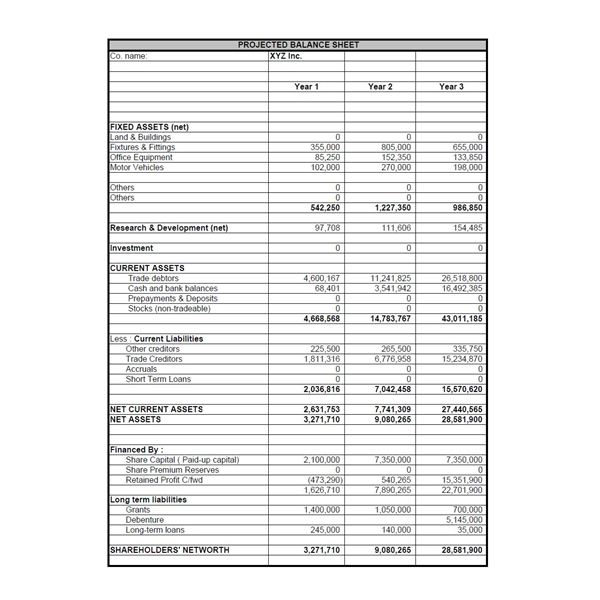 PROJECTED BALANCE SHEET
Co. name: XYZ Inc.
Year 1 Year 2 Year 3
FIXED ASSETS (net)
Land & Buildings 0 0 0
Fixtures & Fittings 355,000 805,000 655,000
Office Equipment 85,250 152,350 133,850
Motor Vehicles 102,000 270,000 198,000
Others 0 0 0
Others 0 0 0
542,250 1,227,350 986,850
Research & Development (net) 97,708 111,606 154,485
Investment 0 0 0
CURRENT ASSETS
Trade debtors 4,600,167 11,241,825 26,518,800
Cash and bank balances 68,401 3,541,942 16,492,385
Prepayments & Deposits 0 0 0
Stocks (non-tradeable) 0 0 0
4,668,568 14,783,767 43,011,185
Less : Current Liabilities
Other creditors 225,500 265,500 335,750
Trade Creditors 1,811,316 6,776,958 15,234,870
Accruals 0 0 0
Short Term Loans 0 0 0
2,036,816 7,042,458 15,570,620
NET CURRENT ASSETS 2,631,753 7,741,309 27,440,565
NET ASSETS 3,271,710 9,080,265 28,581,900
Financed By :
Share Capital ( Paid-up capital) 2,100,000 7,350,000 7,350,000
Share Premium Reserves 0 0 0
Retained Profit C/fwd (473,290) 540,265 15,351,900
1,626,710 7,890,265 22,701,900
Long term liabilities
Grants 1,400,000 1,050,000 700,000
Debenture 5,145,000
Long-term loans 245,000 140,000 35,000
SHAREHOLDERS' NETWORTH 3,271,710 9,080,265 28,581,900